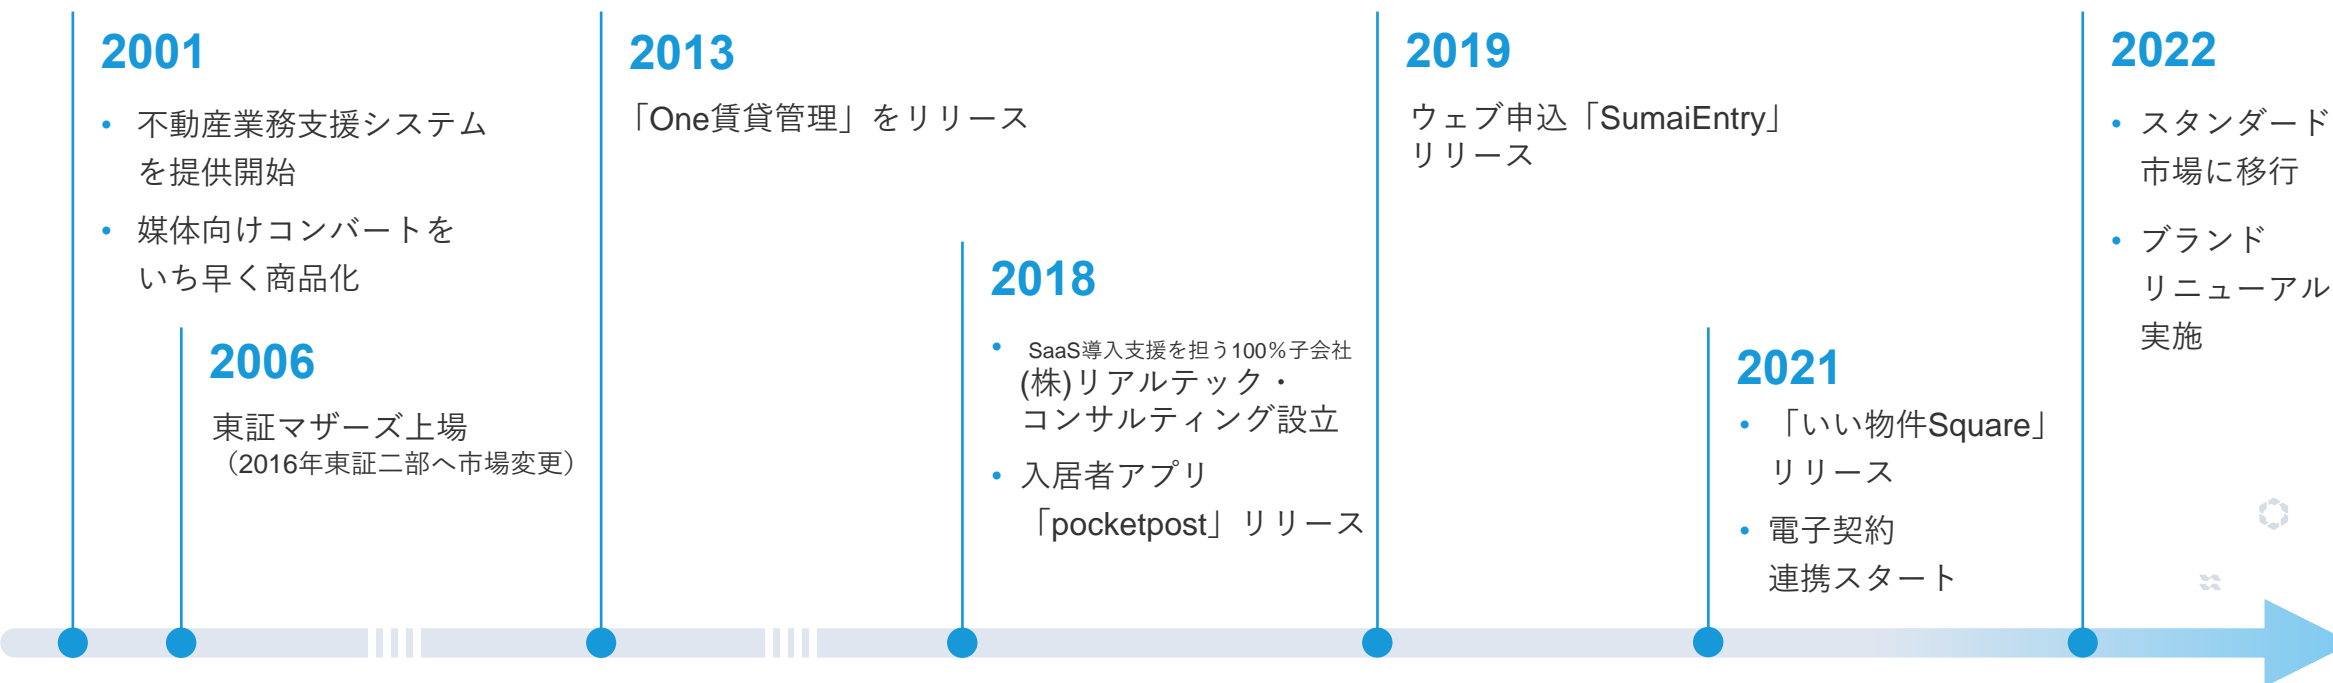 2001
• 不動産業務支援システム
を提供開始
• 媒体向けコンバートを
いち早く商品化
2006
東証マザーズ上場
（2016年東証二部へ市場変更）
2013
「One賃貸管理」をリリース
2018
• SaaS導入支援を担う100％子会社
(株)リアルテック・
コンサルティング設立
• 入居者アプリ
「pocketpost」リリース
2019
ウェブ申込「SumaiEntry」
リリース
2021
• 「いい物件Square」
リリース
• 電子契約
連携スタート
2022
• スタンダード
市場に移行
• ブランド
リニューアル
実施